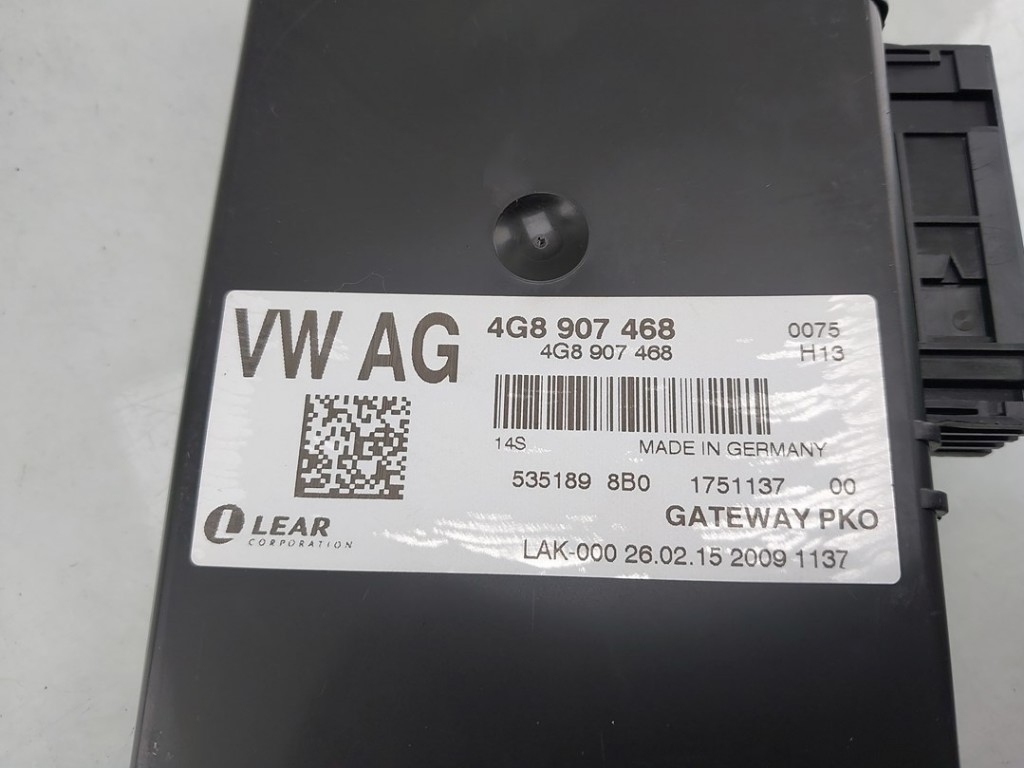 VW AG
4G8 907 468 0075
4G8 907 468 H13
14S MADE IN GERMANY
535189 8B0 1751137 00
GATEWAY PKO
LEAR
CORPORATION
LAK-000 26.02.15 2009 1137